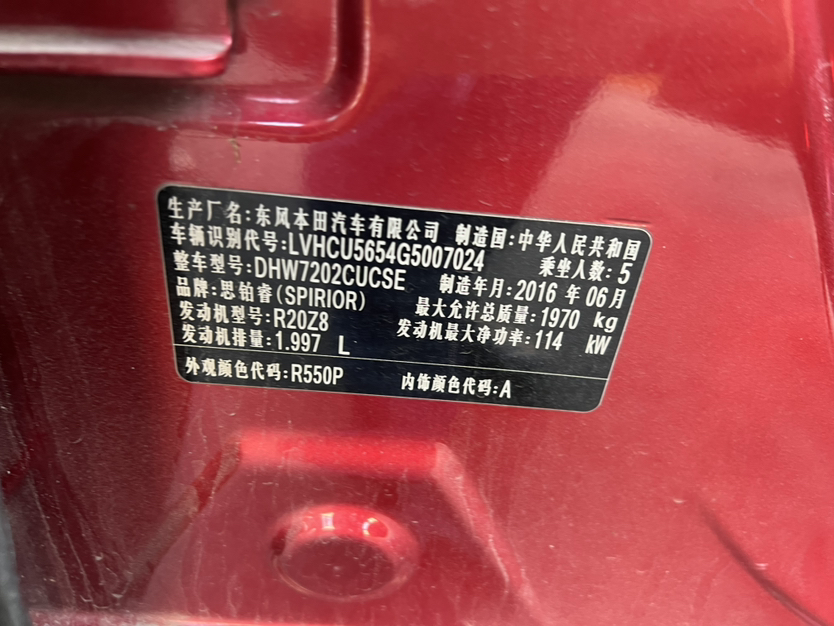 生产厂名:东风本田汽车有限公司 制造国:中华人民共和国
车辆识别代号:LVHCU5654G5007024 乘坐人数:5
整车型号:DHW7202CUCSE 制造年月:2016 年 06月
品牌:思铂睿(SPIRIOR) 最大允许总质量:1970 kg
发动机型号:R20Z8 发动机最大净功率:114 kW
发动机排量:1.997 L
外观颜色代码:R550P 内饰颜色代码:A